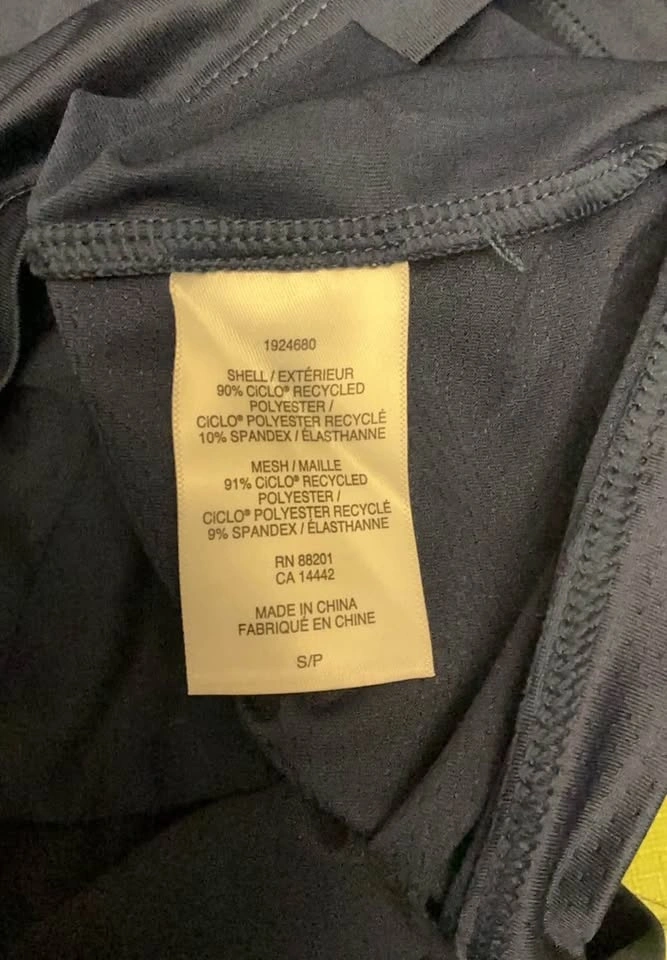 1924680
SHELL / EXTÉRIEUR
90% CiCLO® RECYCLED
POLYESTER /
CiCLO® POLYESTER RECYCLÉ
10% SPANDEX / ÉLASTHANNE
MESH / MAILLE
91% CiCLO® RECYCLED
POLYESTER /
CiCLO® POLYESTER RECYCLÉ
9% SPANDEX / ÉLASTHANNE
RN 88201
CA 14442
MADE IN CHINA
FABRIQUÉ EN CHINE
S/P